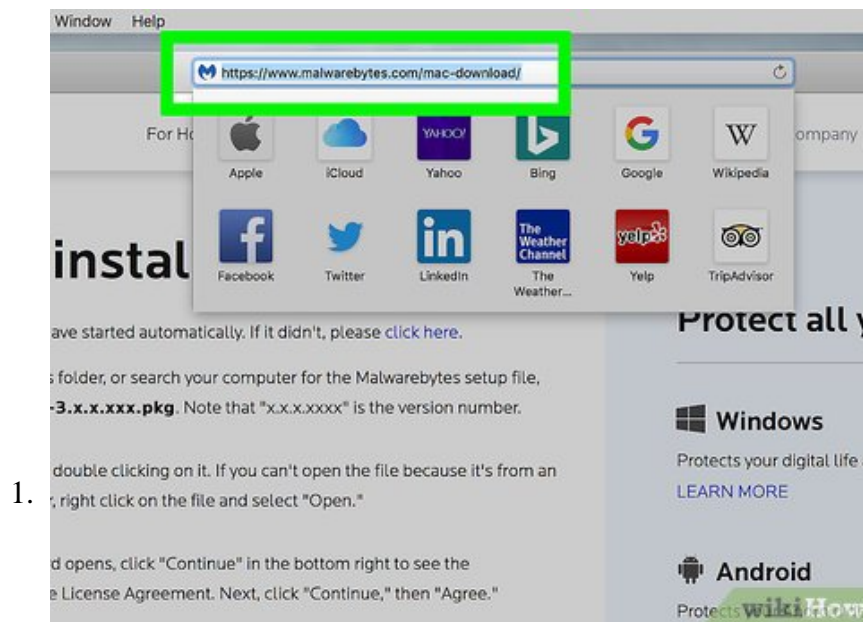 Window Help
https://www.malwarebytes.com/mac-download/
For Ho
ompany
Apple iCloud Yahoo Bing Google Wikipedia
YAHOO!
W
instal
The Weather Channel
yelp
Facebook Twitter LinkedIn The Weather... Yelp TripAdvisor
Protect all y
ave started automatically. If it didn't, please click here.
s folder, or search your computer for the Malwarebytes setup file,
-3.x.x.xxx.pkg. Note that "x.x.x.xxxx" is the version number.
Windows
Protects your digital life
LEARN MORE
double clicking on it. If you can't open the file because it's from an
1.
, right click on the file and select "Open."
d opens, click "Continue" in the bottom right to see the
e License Agreement. Next, click "Continue," then "Agree."
Android
Protects
wikiHow